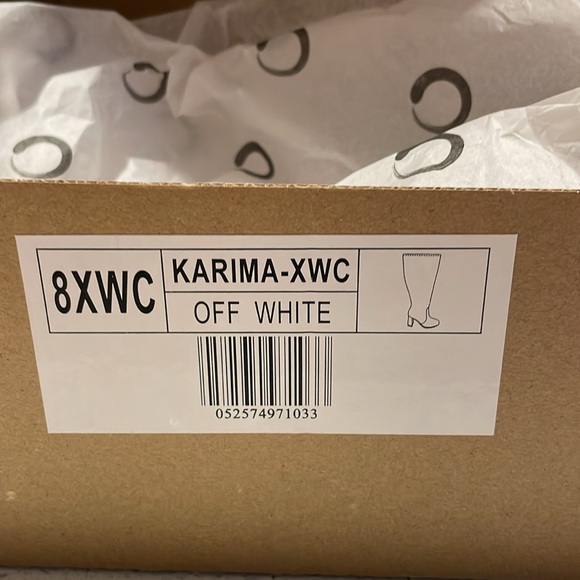 8XWC
KARIMA-XWC
OFF WHITE
052574971033